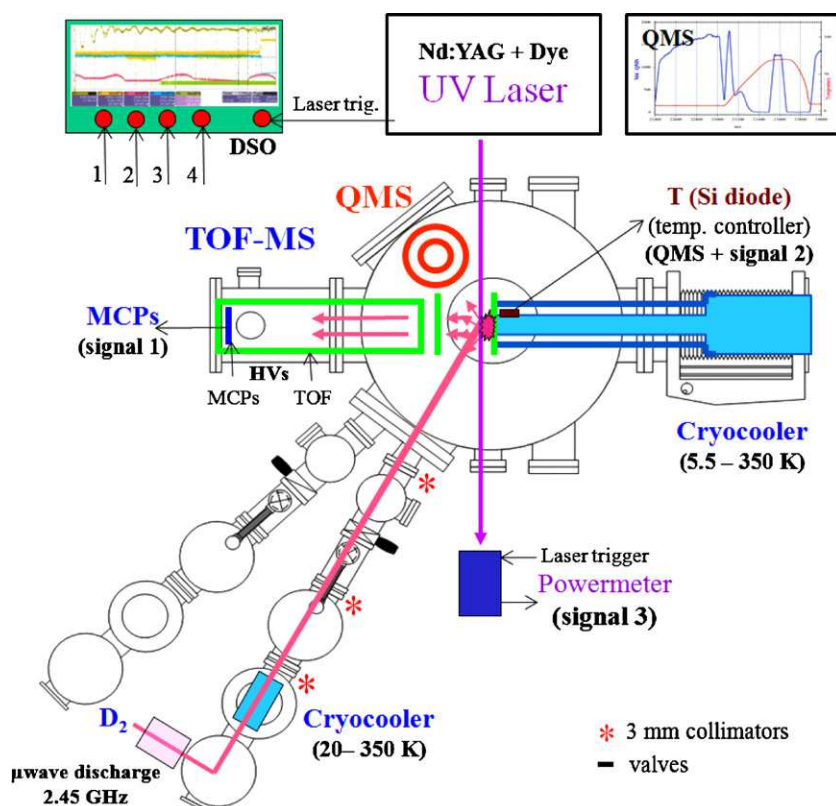 Nd:YAG + Dye
UV Laser
QMS
Laser trig.
DSO
1 2 3 4
QMS
TOF-MS
T (Si diode)
(temp. controller)
(QMS + signal 2)
MCPs
(signal 1)
HVs
MCPs
TOF
Cryocooler
(5.5 – 350 K)
Laser trigger
Powermeter
(signal 3)
D2
Cryocooler
(20– 350 K)
μwave discharge
2.45 GHz
* 3 mm collimators
valves